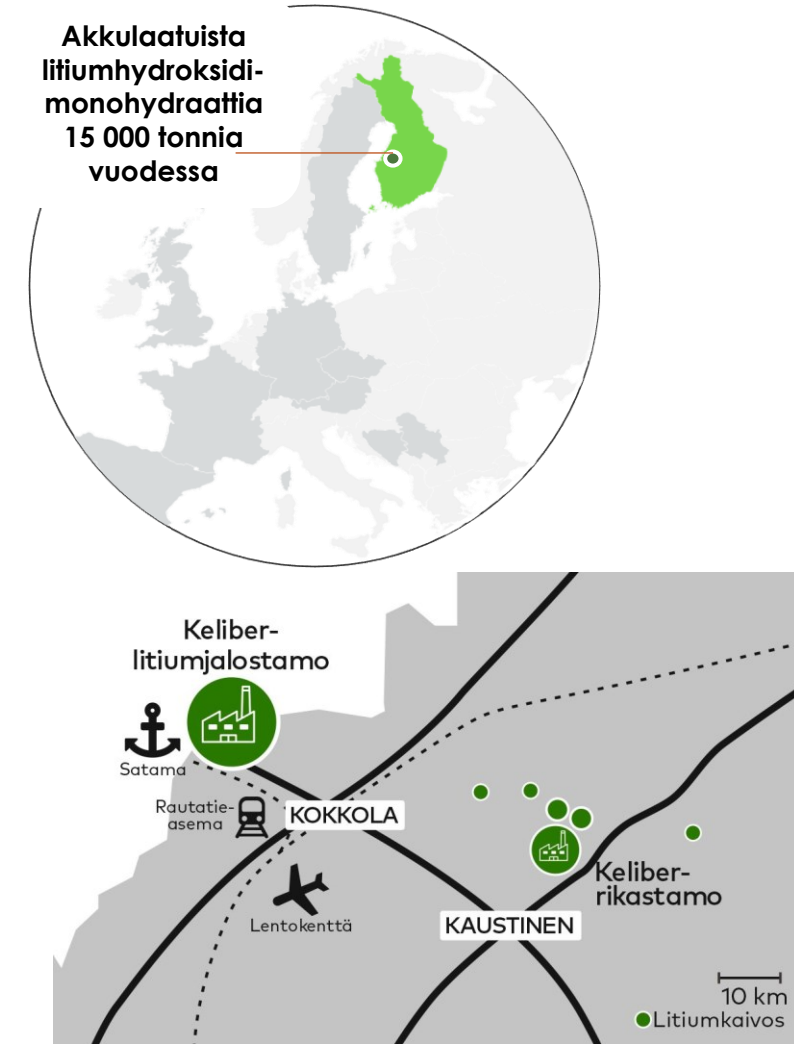 Akkulaatuista
litiumhydroksidi-
monohydraattia
15 000 tonnia
vuodessa
Keliber-
litiumjalostamo
Satama
Rautatie-
asema
KOKKOLA
Lentokenttä
Keliber-
rikastamo
KAUSTINEN
10 km
Litiumkaivos